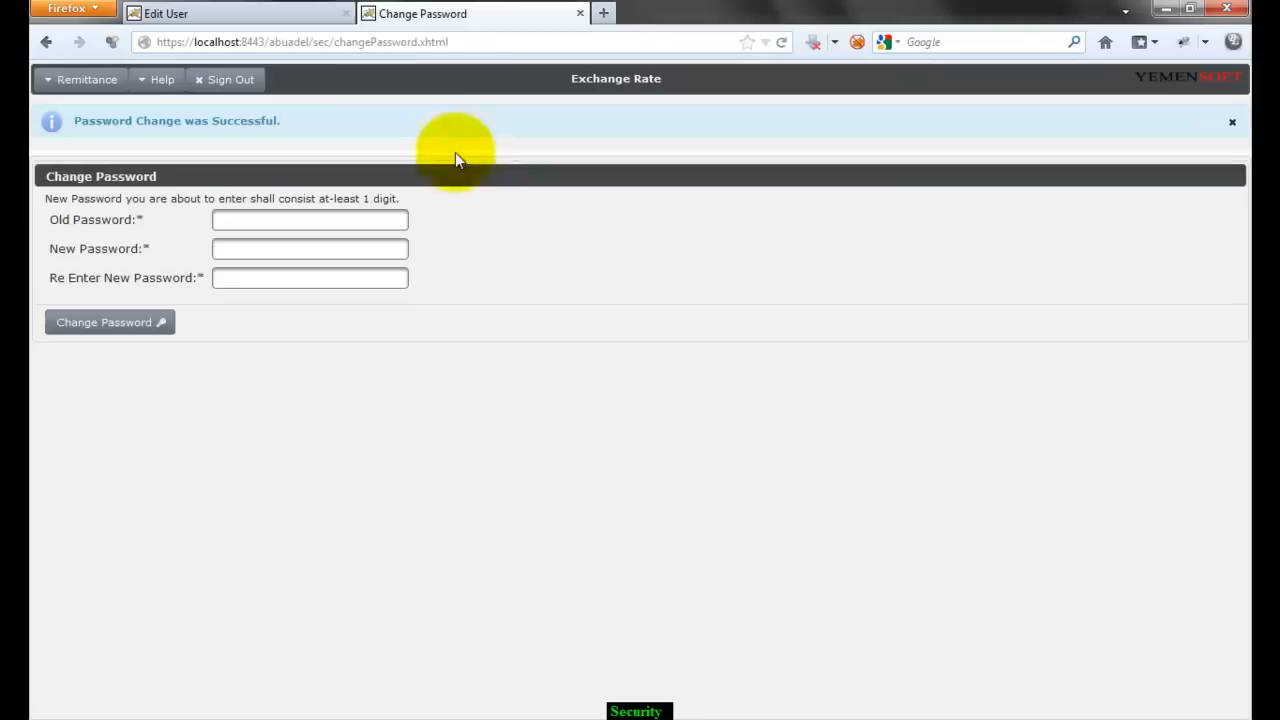 Firefox
Edit User
Change Password
https://localhost:8443/abuadel/sec/changePassword.xhtml
Google
Remittance
Help
Sign Out
Exchange Rate
YEMENSOFT
Password Change was Successful.
Change Password
New Password you are about to enter shall consist at-least 1 digit.
Old Password:*
New Password:*
Re Enter New Password:*
Change Password
Security